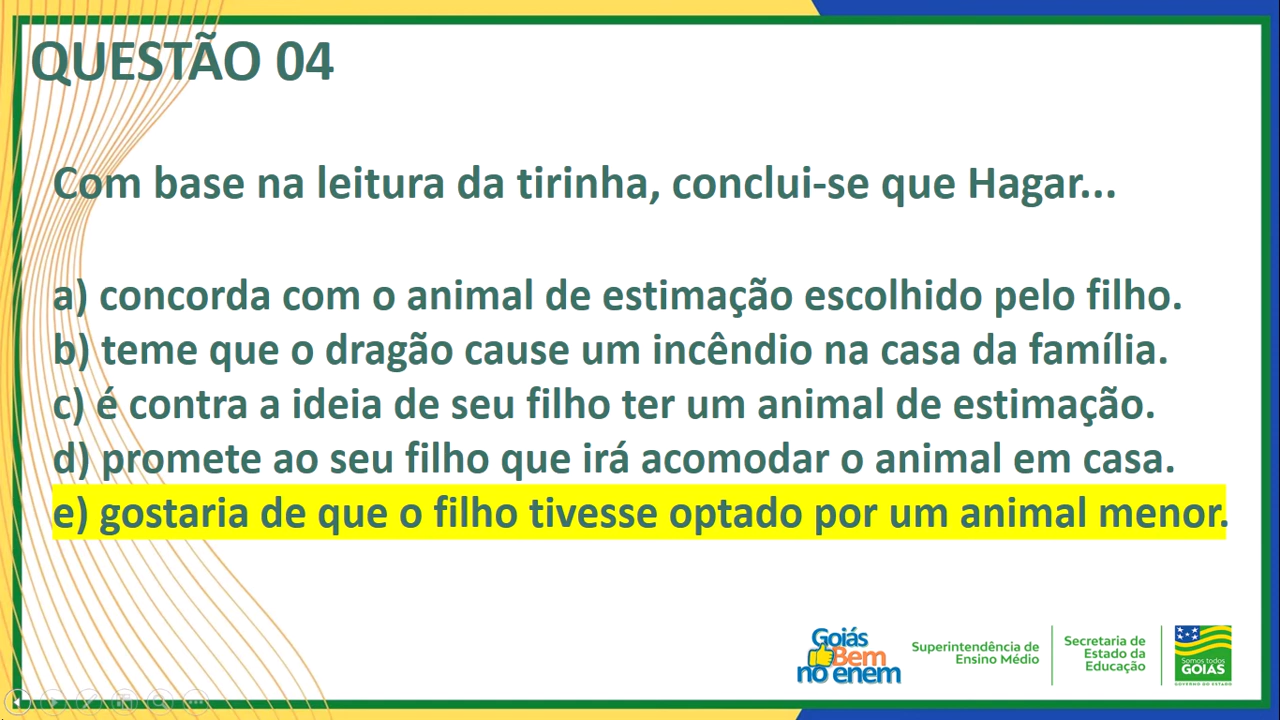 QUESTÃO 04
Com base na leitura da tirinha, conclui-se que Hagar...
a) concorda com o animal de estimação escolhido pelo filho.
b) teme que o dragão cause um incêndio na casa da família.
c) é contra a ideia de seu filho ter um animal de estimação.
d) promete ao seu filho que irá acomodar o animal em casa.
e) gostaria de que o filho tivesse optado por um animal menor.
Goiás
Bem
no enem
Superintendência de
Ensino Médio
Secretaria de
Estado da
Educação
Somos todos
GOIÁS
GOVERNO DO ESTADO